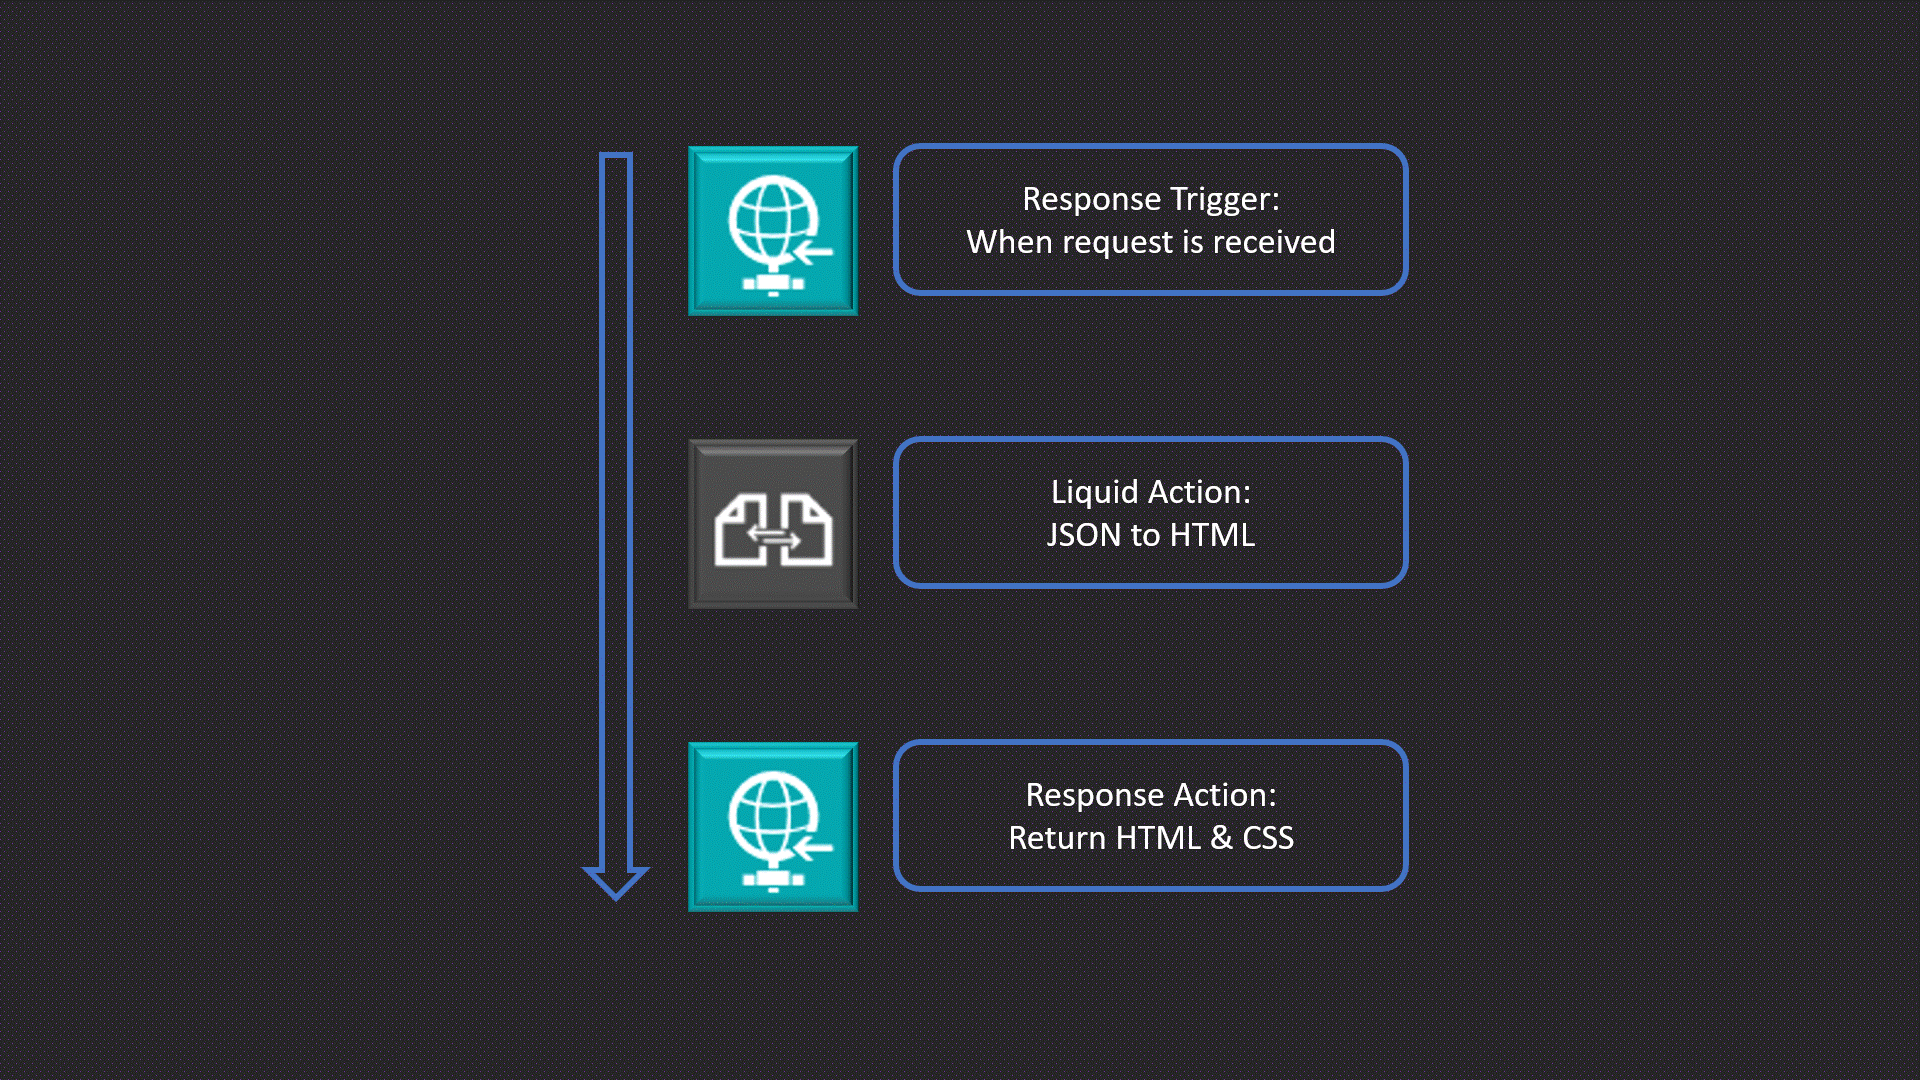 Response Trigger:
When request is received
Liquid Action:
JSON to HTML
Response Action:
Return HTML & CSS